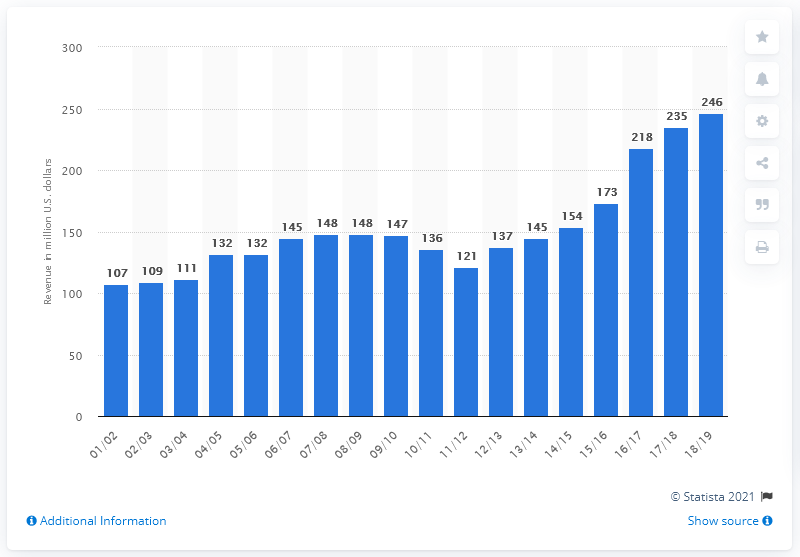 300
250
200
150
100
50
0
Revenue in million U.S. dollars
107 109 111 132 132 145 148 148 147 136 121 137 145 154 173 218 235 246
01/02 02/03 03/04 04/05 05/06 06/07 07/08 08/09 09/10 10/11 11/12 12/13 13/14 14/15 15/16 16/17 17/18 18/19
© Statista 2021
Additional Information
Show source